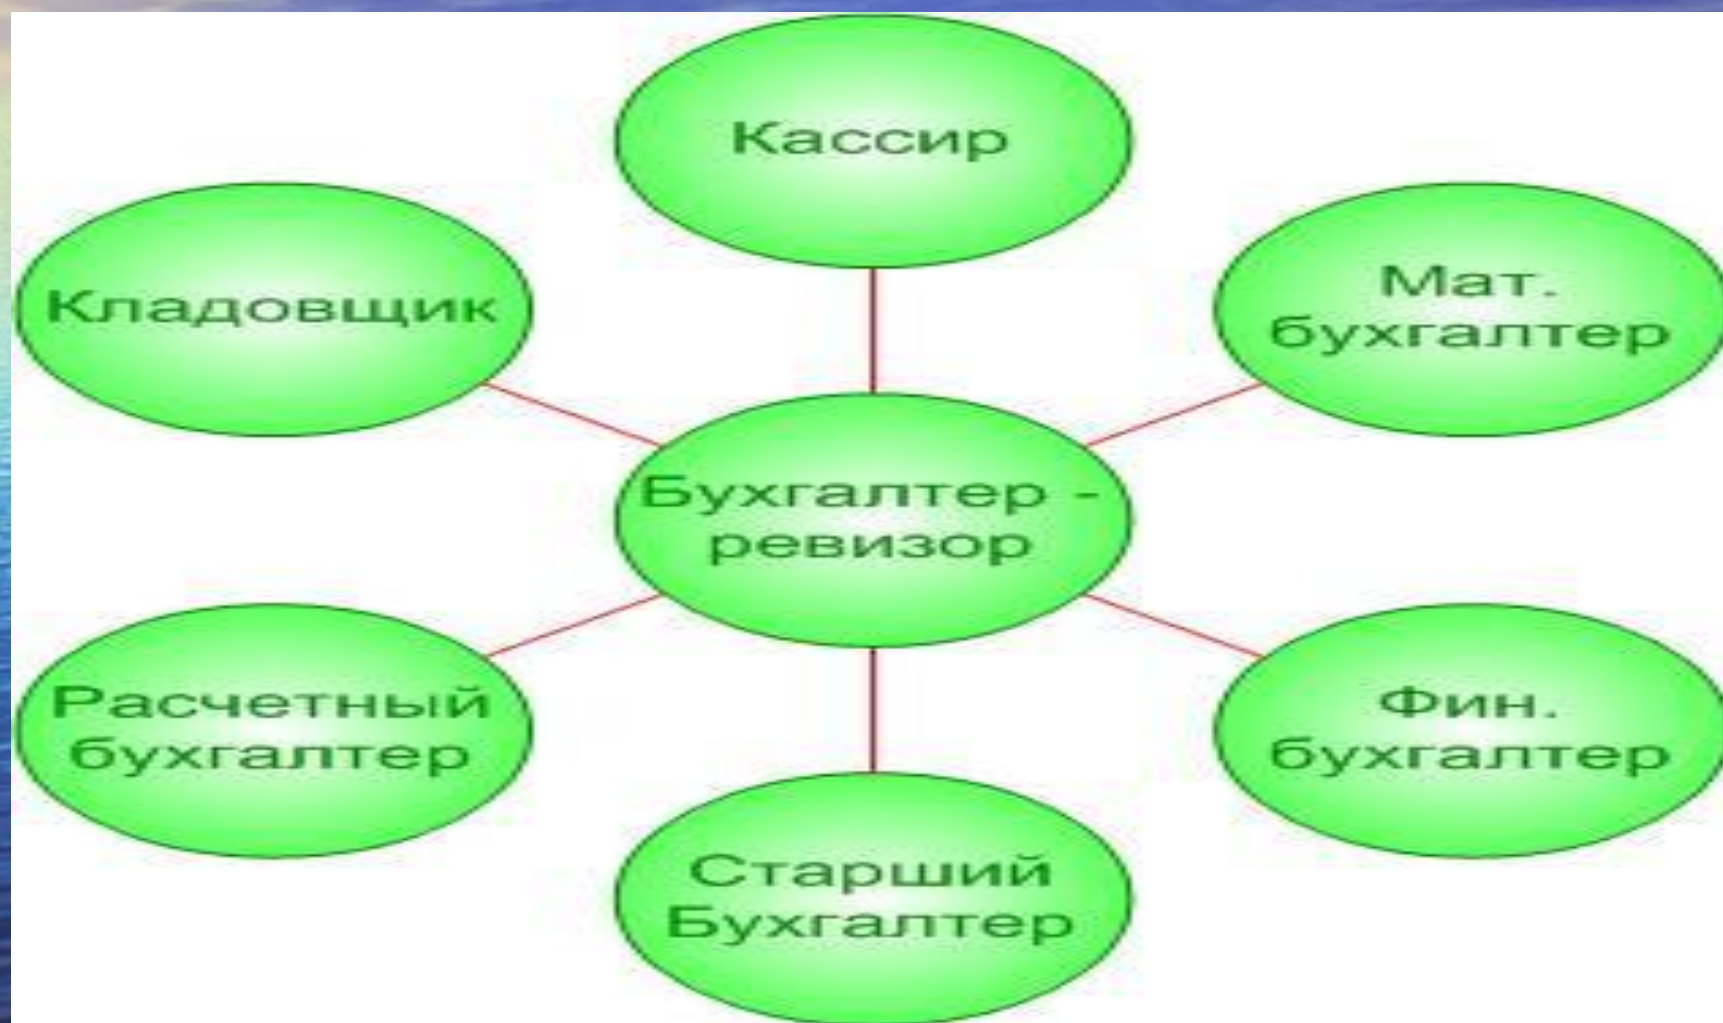 Кассир
Кладовщик
Мат.
бухгалтер
Бухгалтер -
ревизор
Расчетный
бухгалтер
Фин.
бухгалтер
Старший
Бухгалтер